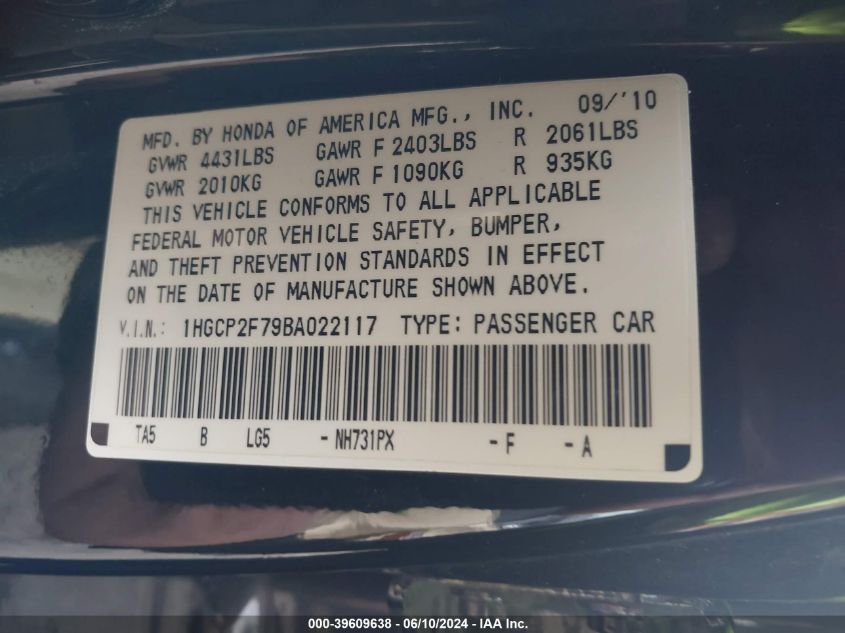 MFD. BY HONDA OF AMERICA MFG., INC. 09/'10
GVWR 4431LBS GAWR F 2403LBS R 2061LBS
GVWR 2010KG GAWR F 1090KG R 935KG
THIS VEHICLE CONFORMS TO ALL APPLICABLE
FEDERAL MOTOR VEHICLE SAFETY, BUMPER,
AND THEFT PREVENTION STANDARDS IN EFFECT
ON THE DATE OF MANUFACTURE SHOWN ABOVE.
V.I.N.: 1HGCP2F79BA022117 TYPE: PASSENGER CAR
TA5 B LG5 -NH731PX -F -A
000-39609638 - 06/10/2024 - IAA Inc.